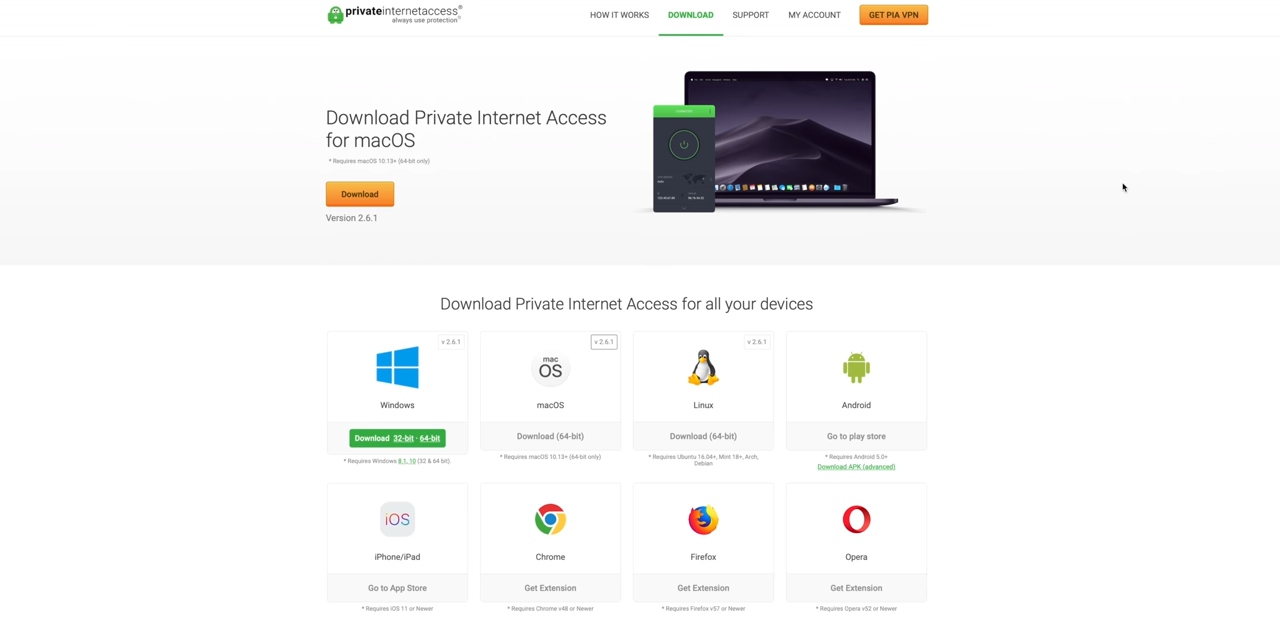 privateinternetaccess®
always use protection®
HOW IT WORKS
DOWNLOAD
SUPPORT
MY ACCOUNT
GET PIA VPN
Download Private Internet Access
for macOS
* Requires macOS 10.13+ (64-bit only)
Download
Version 2.6.1
Download Private Internet Access for all your devices
v 2.6.1
Windows
Download 32-bit · 64-bit
* Requires Windows 8.1, 10 (32 & 64 bit).
v 2.6.1
mac
OS
macOS
Download (64-bit)
* Requires macOS 10.13+ (64-bit only)
v 2.6.1
Linux
Download (64-bit)
* Requires Ubuntu 16.04+, Mint 18+, Arch,
Debian
Android
Go to play store
* Requires Android 5.0+
Download APK (advanced)
iOS
iPhone/iPad
Go to App Store
* Requires iOS 11 or Newer
Chrome
Get Extension
* Requires Chrome v48 or Newer
Firefox
Get Extension
* Requires Firefox v57 or Newer
Opera
Get Extension
* Requires Opera v52 or Newer